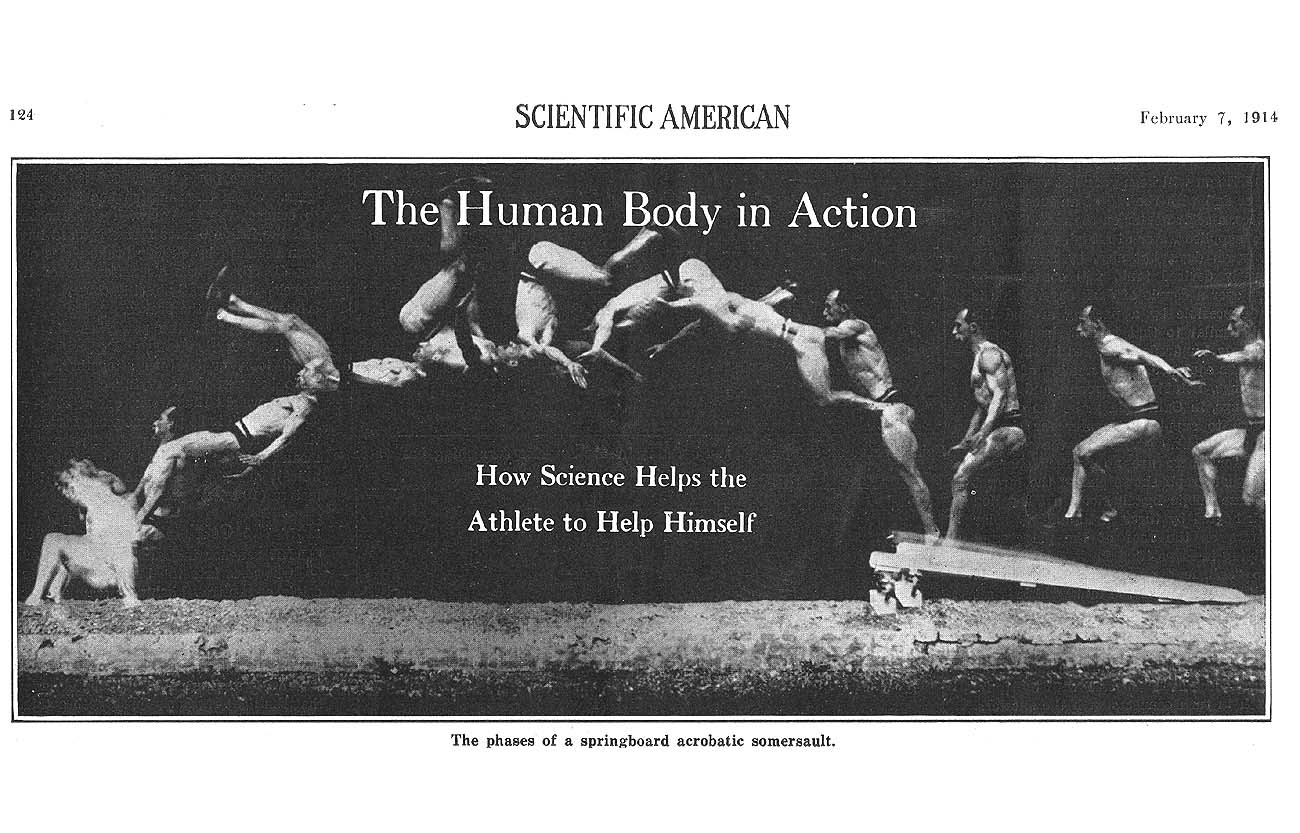 124
SCIENTIFIC AMERICAN
February 7, 1914
The Human Body in Action
How Science Helps the
Athlete to Help Himself
The phases of a springboard acrobatic somersault.